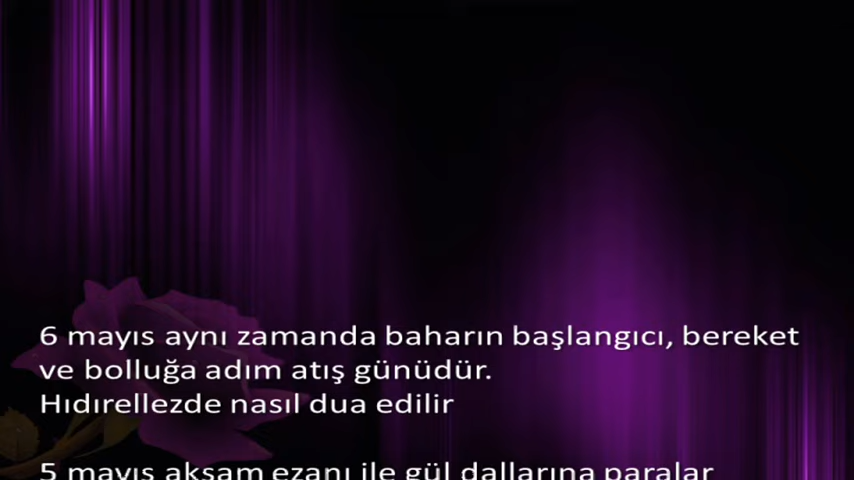 6 mayıs aynı zamanda baharın başlangıcı, bereket
ve bolluğa adım atış günüdür.
Hıdırellezde nasıl dua edilir
5 mayıs akşam ezanı ile gül dallarına paralar